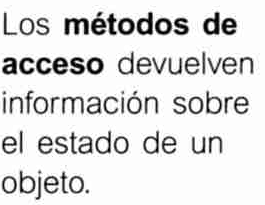 Los métodos de
acceso devuelven
información sobre
el estado de un
objeto.